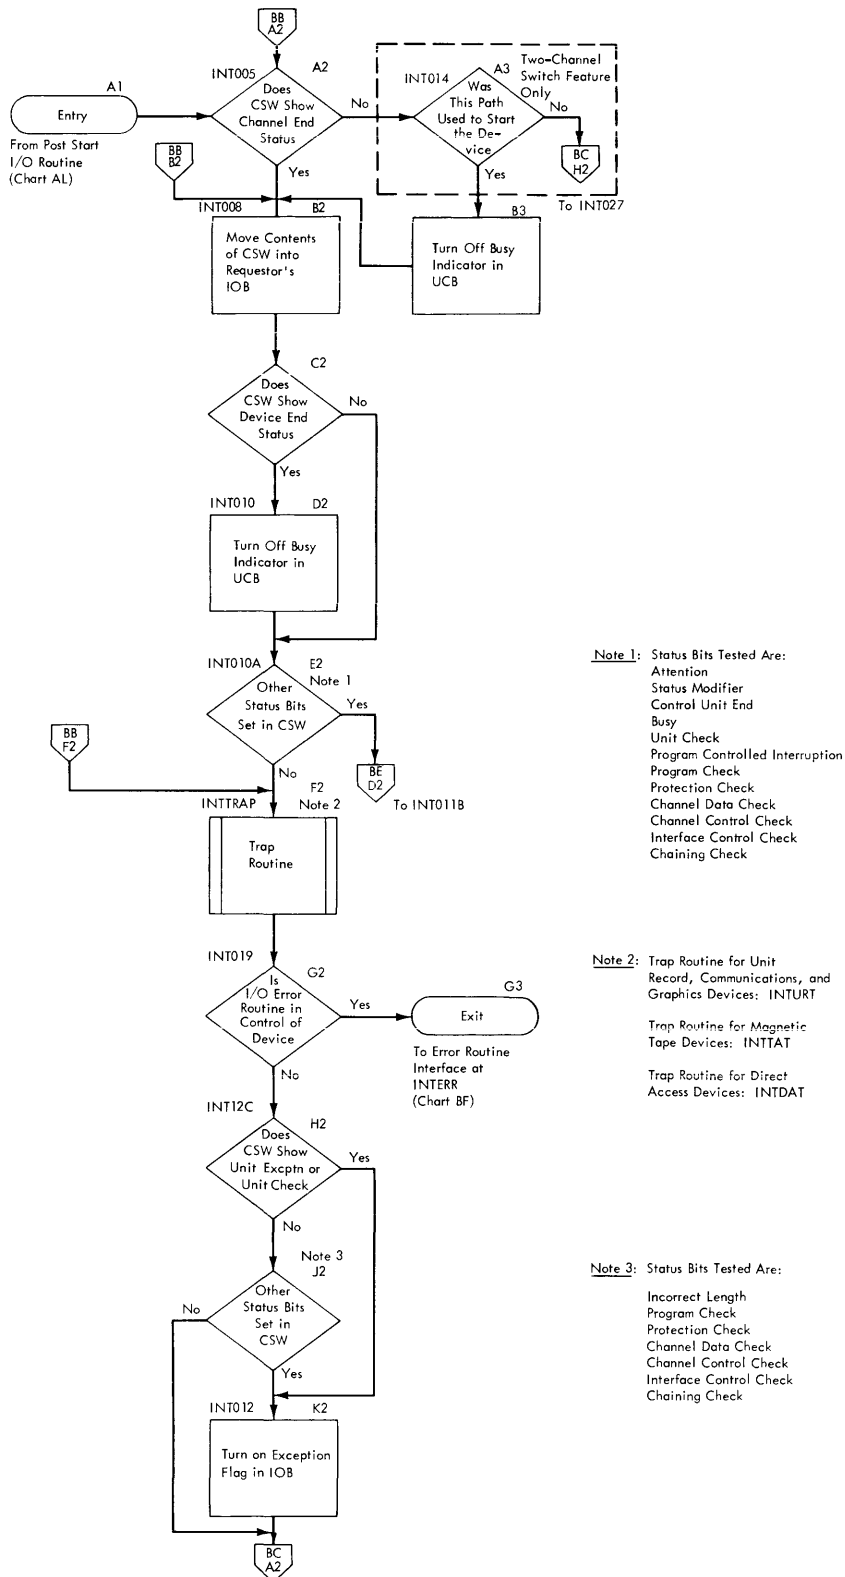 BB
A2
INT005
A2
Does
CSW Show
Channel End
Status
No
Yes
A1
Entry
From Post Start
I/O Routine
(Chart AL)
BB
B2
Two-Channel
Switch Feature
Only
INT014
A3
Was
This Path
Used to Start
the De-
vice
No
Yes
BC
H2
To INT027
INT008
B2
Move Contents
of CSW into
Requestor's
IOB
B3
Turn Off Busy
Indicator in
UCB
C2
Does
CSW Show
Device End
Status
No
Yes
INT010
D2
Turn Off Busy
Indicator in
UCB
INT010A
E2
Note 1
Other
Status Bits
Set in CSW
Yes
No
BE
D2
To INT011B
BB
F2
INTTRAP
F2
Note 2
Trap
Routine
INT019
G2
Is
I/O Error
Routine in
Control of
Device
Yes
No
G3
Exit
To Error Routine
Interface at
INTERR
(Chart BF)
INT12C
H2
Does
CSW Show
Unit Excptn or
Unit Check
Yes
No
Note 3
J2
Other
Status Bits
Set in
CSW
No
Yes
INT012
K2
Turn on Exception
Flag in IOB
BC
A2
Note 1: Status Bits Tested Are:
Attention
Status Modifier
Control Unit End
Busy
Unit Check
Program Controlled Interruption
Program Check
Protection Check
Channel Data Check
Channel Control Check
Interface Control Check
Chaining Check
Note 2: Trap Routine for Unit
Record, Communications, and
Graphics Devices: INTURT
Trap Routine for Magnetic
Tape Devices: INTTAT
Trap Routine for Direct
Access Devices: INTDAT
Note 3: Status Bits Tested Are:
Incorrect Length
Program Check
Protection Check
Channel Data Check
Channel Control Check
Interface Control Check
Chaining Check